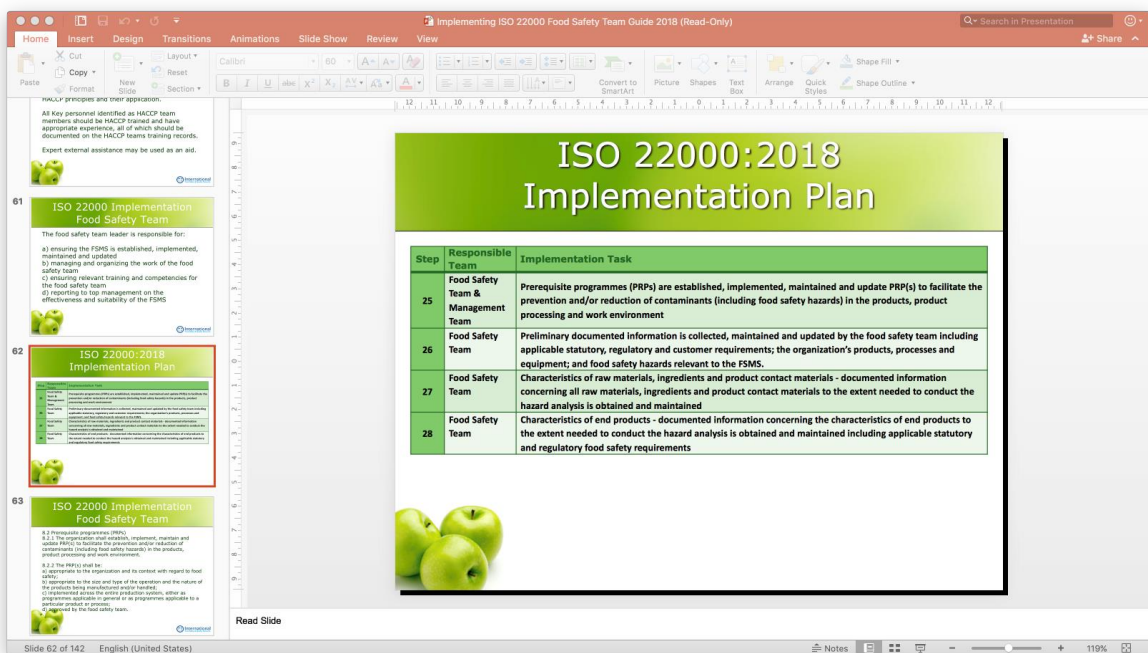 Implementing ISO 22000 Food Safety Team Guide 2018 (Read-Only)
Search in Presentation
Home Insert Design Transitions Animations Slide Show Review View
Share
Paste
Cut
Copy
Format
New Slide
Layout
Reset
Section
Calibri
60
Convert to SmartArt
Picture
Shapes
Text Box
Arrange
Quick Styles
Shape Fill
Shape Outline
HACCP principles and their application.
All Key personnel identified as HACCP team
members should be HACCP trained and have
appropriate experience, all of which should be
documented on the HACCP teams training records.
Expert external assistance may be used as an aid.
International
61
ISO 22000 Implementation
Food Safety Team
The food safety team leader is responsible for:
a) ensuring the FSMS is established, implemented,
maintained and updated
b) managing and organizing the work of the food
safety team
c) ensuring relevant training and competencies for
the food safety team
d) reporting to top management on the
effectiveness and suitability of the FSMS
International
62
ISO 22000:2018
Implementation Plan
63
ISO 22000 Implementation
Food Safety Team
8.2 Prerequisite programmes (PRPs)
8.2.1 The organization shall establish, implement, maintain and
update PRP(s) to facilitate the prevention and/or reduction of
contaminants (including food safety hazards) in the products,
product processing and work environment.
8.2.2 The PRP(s) shall be:
a) appropriate to the organization and its context with regard to food
safety;
b) appropriate to the size and type of the operation and the nature of
the products being manufactured and/or handled;
c) implemented across the entire production system, either as
programmes applicable in general or as programmes applicable to a
particular product or process;
d) approved by the food safety team.
International
ISO 22000:2018
Implementation Plan
Step
Responsible Team
Implementation Task
25
Food Safety
Team &
Management
Team
Prerequisite programmes (PRPs) are established, implemented, maintained and update PRP(s) to facilitate the
prevention and/or reduction of contaminants (including food safety hazards) in the products, product
processing and work environment
26
Food Safety
Team
Preliminary documented information is collected, maintained and updated by the food safety team including
applicable statutory, regulatory and customer requirements; the organization's products, processes and
equipment; and food safety hazards relevant to the FSMS.
27
Food Safety
Team
Characteristics of raw materials, ingredients and product contact materials - documented information
concerning all raw materials, ingredients and product contact materials to the extent needed to conduct the
hazard analysis is obtained and maintained
28
Food Safety
Team
Characteristics of end products - documented information concerning the characteristics of end products to
the extent needed to conduct the hazard analysis is obtained and maintained including applicable statutory
and regulatory food safety requirements
Read Slide
Slide 62 of 142 English (United States)
Notes
119%